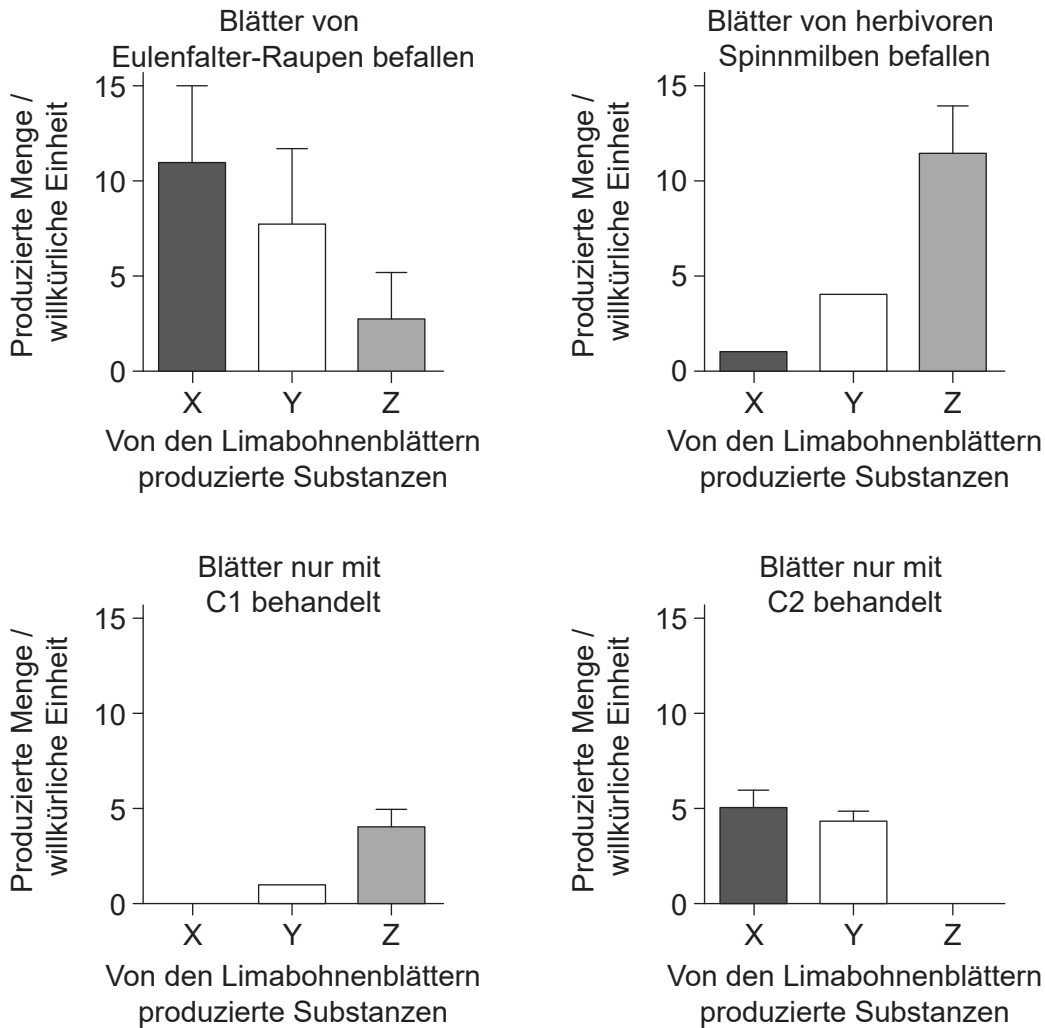 Blätter von
Eulenfalter-Raupen befallen
Produzierte Menge /
willkürliche Einheit
15
10
5
0
X Y Z
Von den Limabohnenblättern
produzierte Substanzen
Blätter von herbivoren
Spinnmilben befallen
Produzierte Menge /
willkürliche Einheit
15
10
5
0
X Y Z
Von den Limabohnenblättern
produzierte Substanzen
Blätter nur mit
C1 behandelt
Produzierte Menge /
willkürliche Einheit
15
10
5
0
X Y Z
Von den Limabohnenblättern
produzierte Substanzen
Blätter nur mit
C2 behandelt
Produzierte Menge /
willkürliche Einheit
15
10
5
0
X Y Z
Von den Limabohnenblättern
produzierte Substanzen